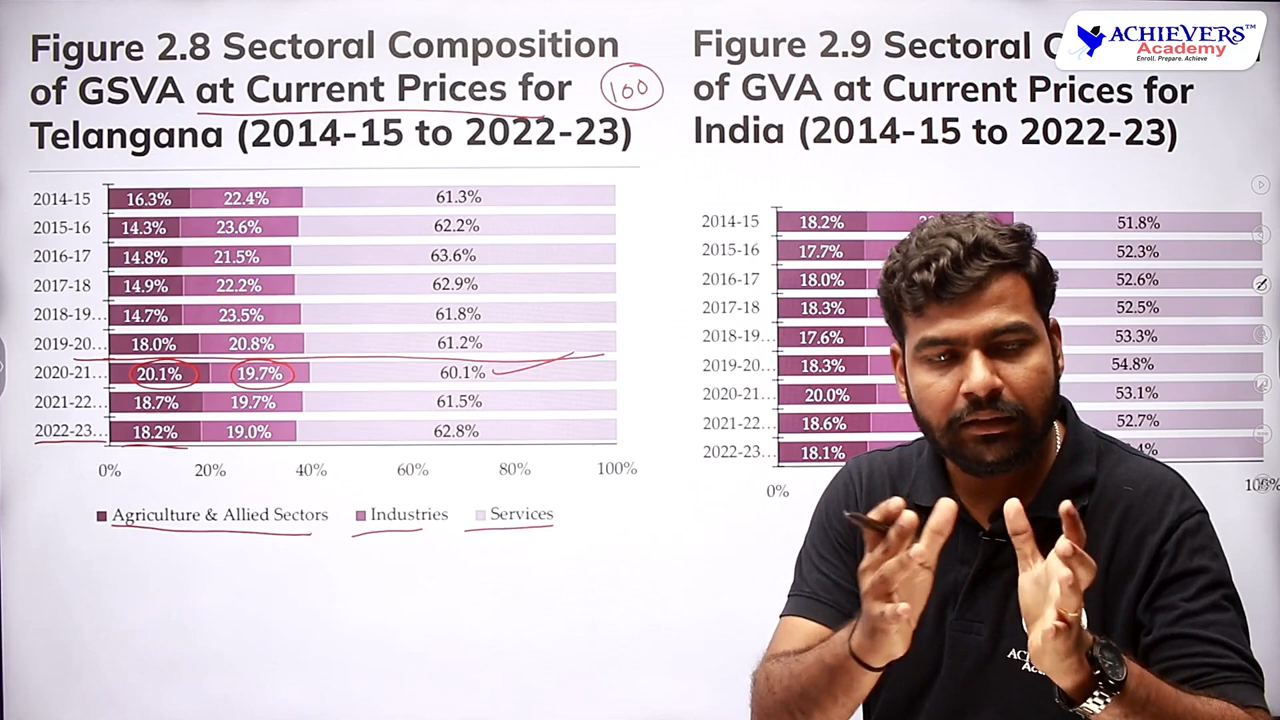 Figure 2.8 Sectoral Composition
of GSVA at Current Prices for
Telangana (2014-15 to 2022-23)
100
2014-15 16.3% 22.4% 61.3%
2015-16 14.3% 23.6% 62.2%
2016-17 14.8% 21.5% 63.6%
2017-18 14.9% 22.2% 62.9%
2018-19... 14.7% 23.5% 61.8%
2019-20... 18.0% 20.8% 61.2%
2020-21... 20.1% 19.7% 60.1%
2021-22... 18.7% 19.7% 61.5%
2022-23... 18.2% 19.0% 62.8%
0% 20% 40% 60% 80% 100%
Agriculture & Allied Sectors Industries Services
Figure 2.9 Sectoral
of GVA at Current Prices for
India (2014-15 to 2022-23)
2014-15 18.2% 51.8%
2015-16 17.7% 52.3%
2016-17 18.0% 52.6%
2017-18 18.3% 52.5%
2018-19... 17.6% 53.3%
2019-20... 18.3% 54.8%
2020-21... 20.0% 53.1%
2021-22... 18.6% 52.7%
2022-23... 18.1%
0% 100%
ACHIEVERS™
Academy
Enroll. Prepare. Achieve